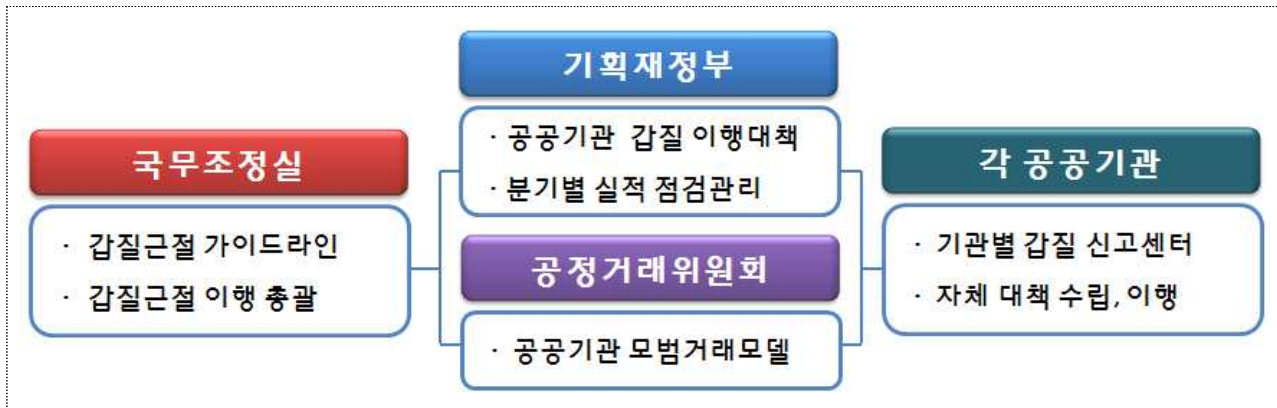 국무조정실
· 갑질근절 가이드라인
· 갑질근절 이행 총괄
기획재정부
· 공공기관 갑질 이행대책
· 분기별 실적 점검관리
공정거래위원회
· 공공기관 모범거래모델
각 공공기관
· 기관별 갑질 신고센터
· 자체 대책 수립, 이행